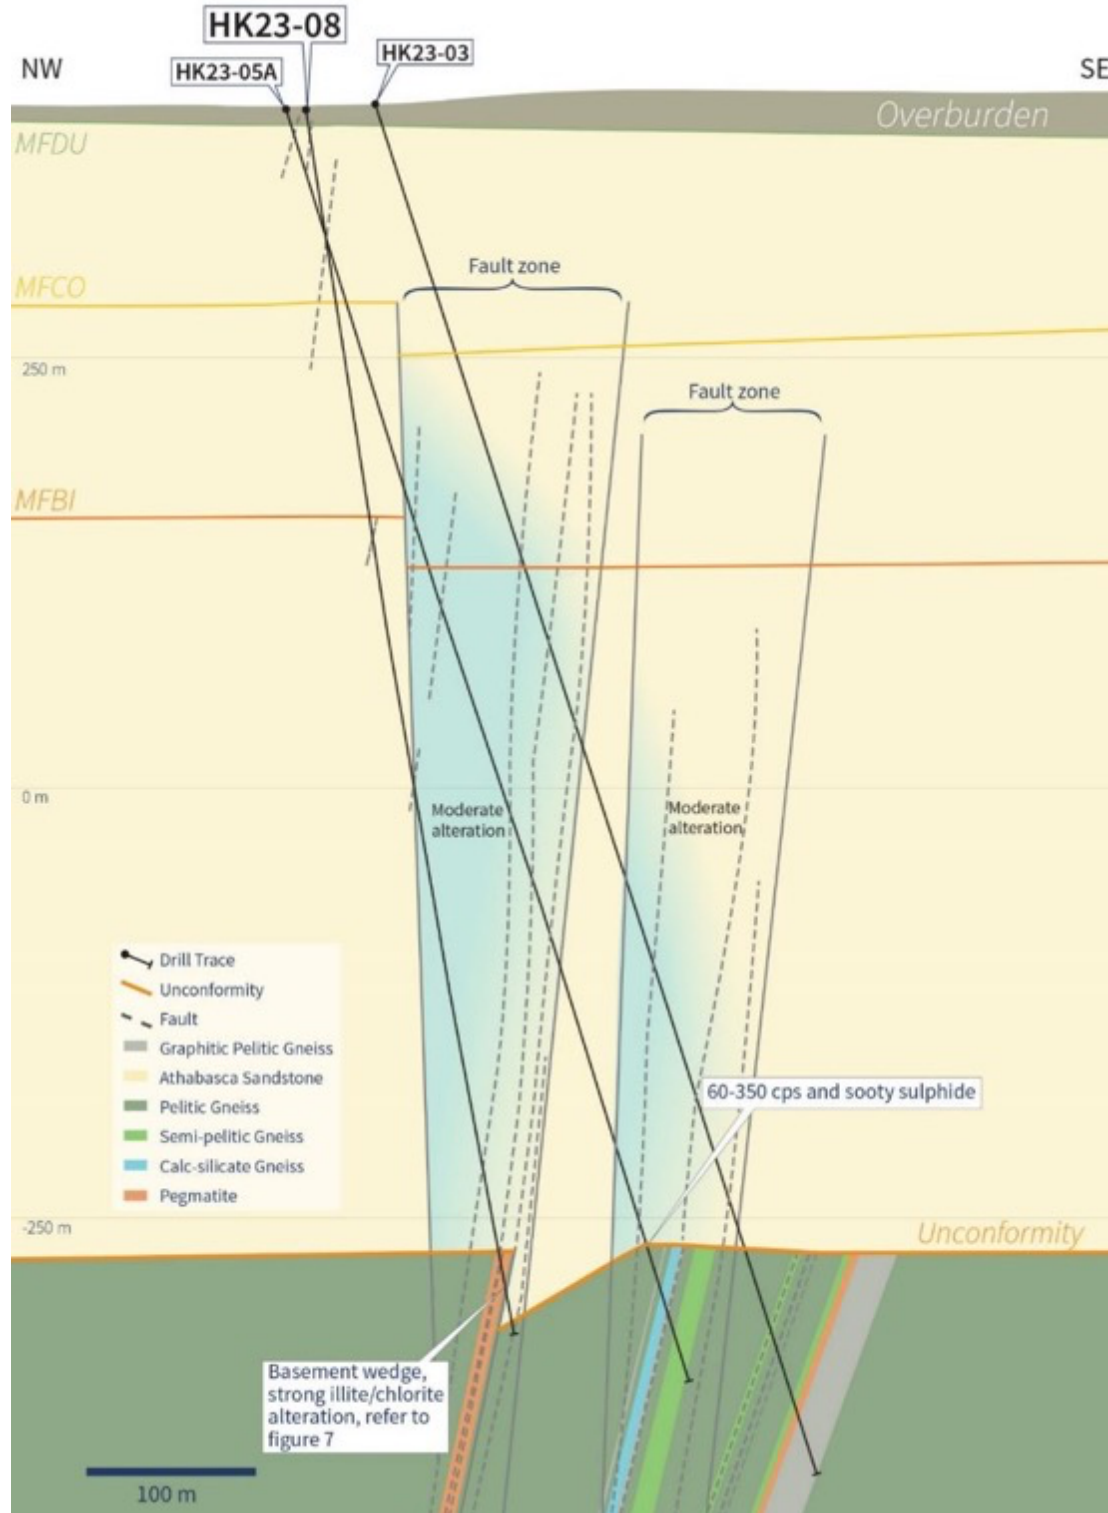 HK23-08
HK23-03
NW
HK23-05A
SE
Overburden
MFDU
Fault zone
MFCO
250 m
Fault zone
MFBI
0 m
Moderate
alteration
Moderate
alteration
Drill Trace
Unconformity
Fault
Graphitic Pelitic Gneiss
Athabasca Sandstone
Pelitic Gneiss
Semi-pelitic Gneiss
Calc-silicate Gneiss
Pegmatite
60-350 cps and sooty sulphide
-250 m
Unconformity
Basement wedge,
strong illite/chlorite
alteration, refer to
figure 7
100 m